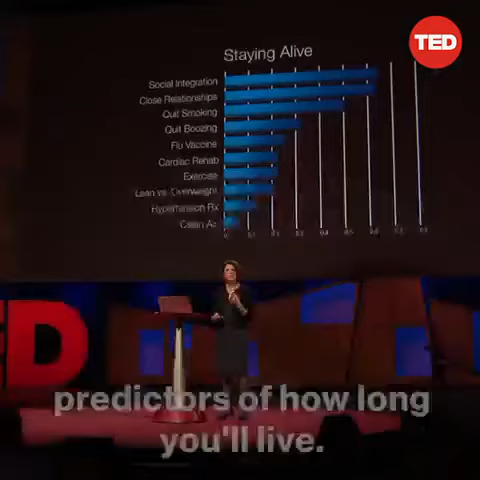 TED
Staying Alive
Social Integration
Close Relationships
Quit Smoking
Quit Boozing
Flu Vaccine
Cardiac Rehab
Exercise
Lean vs. Overweight
Hypertension Rx
Clean Air
ED
predictors of how long
you'll live.